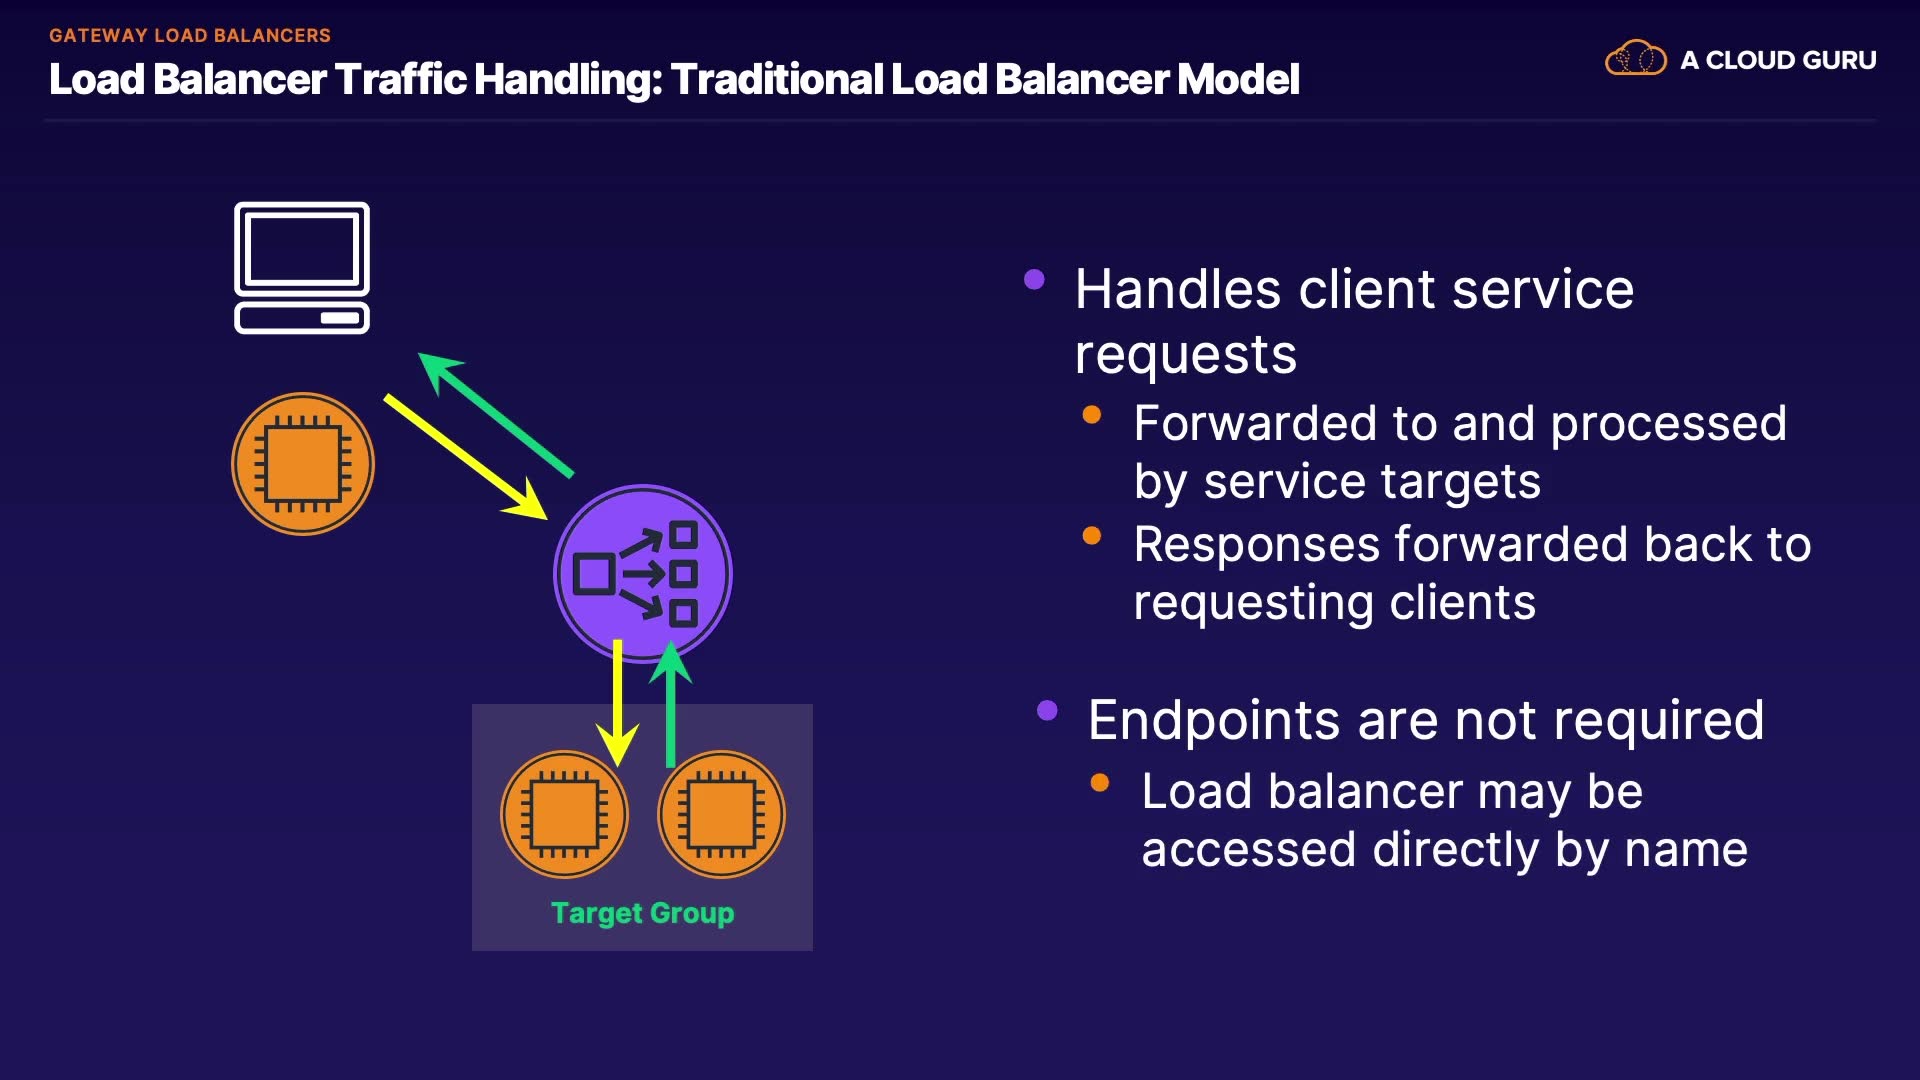 GATEWAY LOAD BALANCERS
Load Balancer Traffic Handling: Traditional Load Balancer Model
A CLOUD GURU
Handles client service
requests
Forwarded to and processed
by service targets
Responses forwarded back to
requesting clients
Endpoints are not required
Load balancer may be
accessed directly by name
Target Group